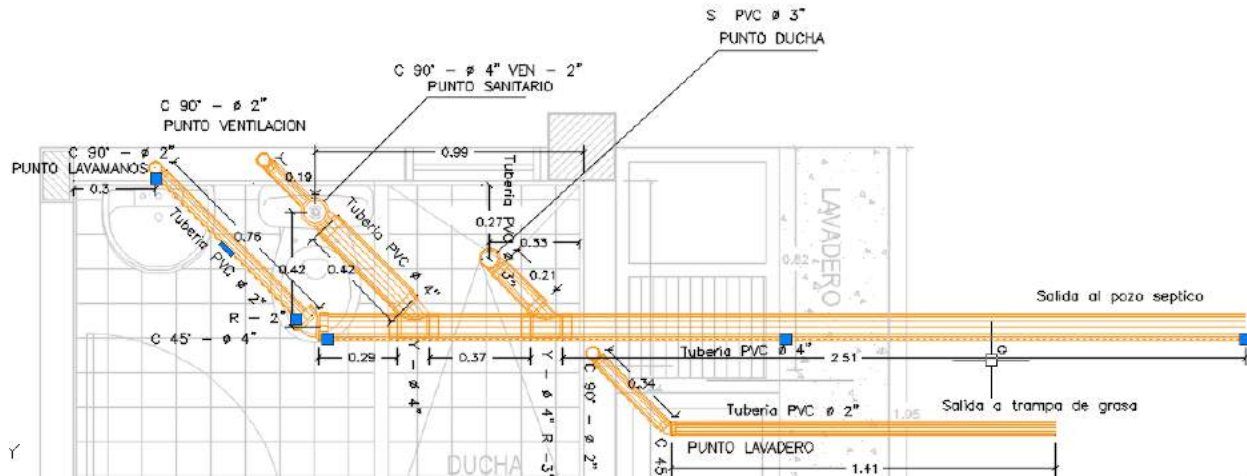 S PVC ø 3"
PUNTO DUCHA
C 90° - ø 4" VEN - 2"
PUNTO SANITARIO
C 90° - ø 2"
PUNTO VENTILACION
C 90° - ø 2"
PUNTO LAVAMANOS
0.3
0.19
0.99
Tuberia PVC ø 3"
0.27
0.33
0.21
Tuberia PVC ø 4"
0.76
Tuberia PVC ø 2"
0.42
0.42
LAVADERO
0.82
R - 2"
C 45° - ø 4"
Salida al pozo septico
0.29
0.37
Tuberia PVC ø 4"
2.51
G
Y - ø 4"
Y - ø 4" R -3"
C 90° - ø 2"
0.34
Salida a trampa de grasa
Tuberia PVC ø 2"
1.95
C 45
PUNTO LAVADERO
1.41
DUCHA
Y